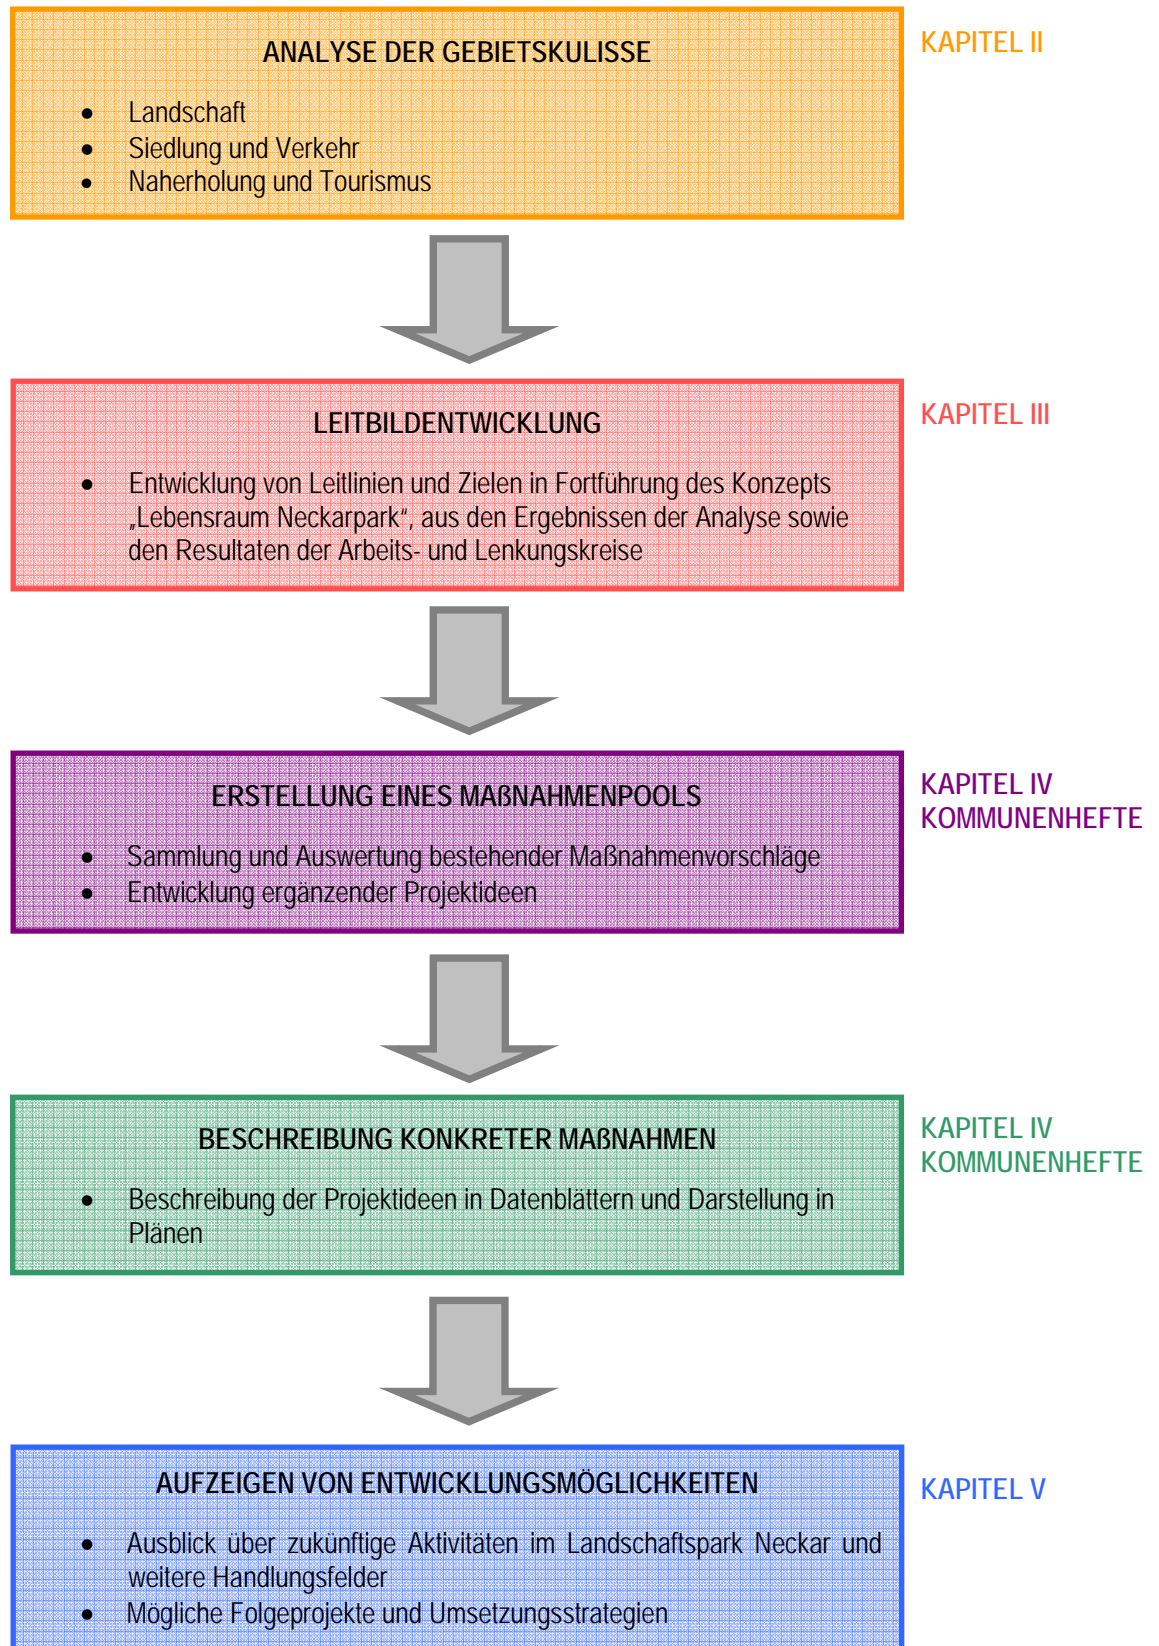 ANALYSE DER GEBIETSKULISSE
KAPITEL II
• Landschaft
• Siedlung und Verkehr
• Naherholung und Tourismus
LEITBILDENTWICKLUNG
KAPITEL III
• Entwicklung von Leitlinien und Zielen in Fortführung des Konzepts
„Lebensraum Neckarpark“, aus den Ergebnissen der Analyse sowie
den Resultaten der Arbeits- und Lenkungskreise
ERSTELLUNG EINES MAßNAHMENPOOLS
KAPITEL IV
KOMMUNENHEFTE
• Sammlung und Auswertung bestehender Maßnahmenvorschläge
• Entwicklung ergänzender Projektideen
BESCHREIBUNG KONKRETER MAßNAHMEN
KAPITEL IV
KOMMUNENHEFTE
• Beschreibung der Projektideen in Datenblättern und Darstellung in
Plänen
AUFZEIGEN VON ENTWICKLUNGSMÖGLICHKEITEN
KAPITEL V
• Ausblick über zukünftige Aktivitäten im Landschaftspark Neckar und
weitere Handlungsfelder
• Mögliche Folgeprojekte und Umsetzungsstrategien